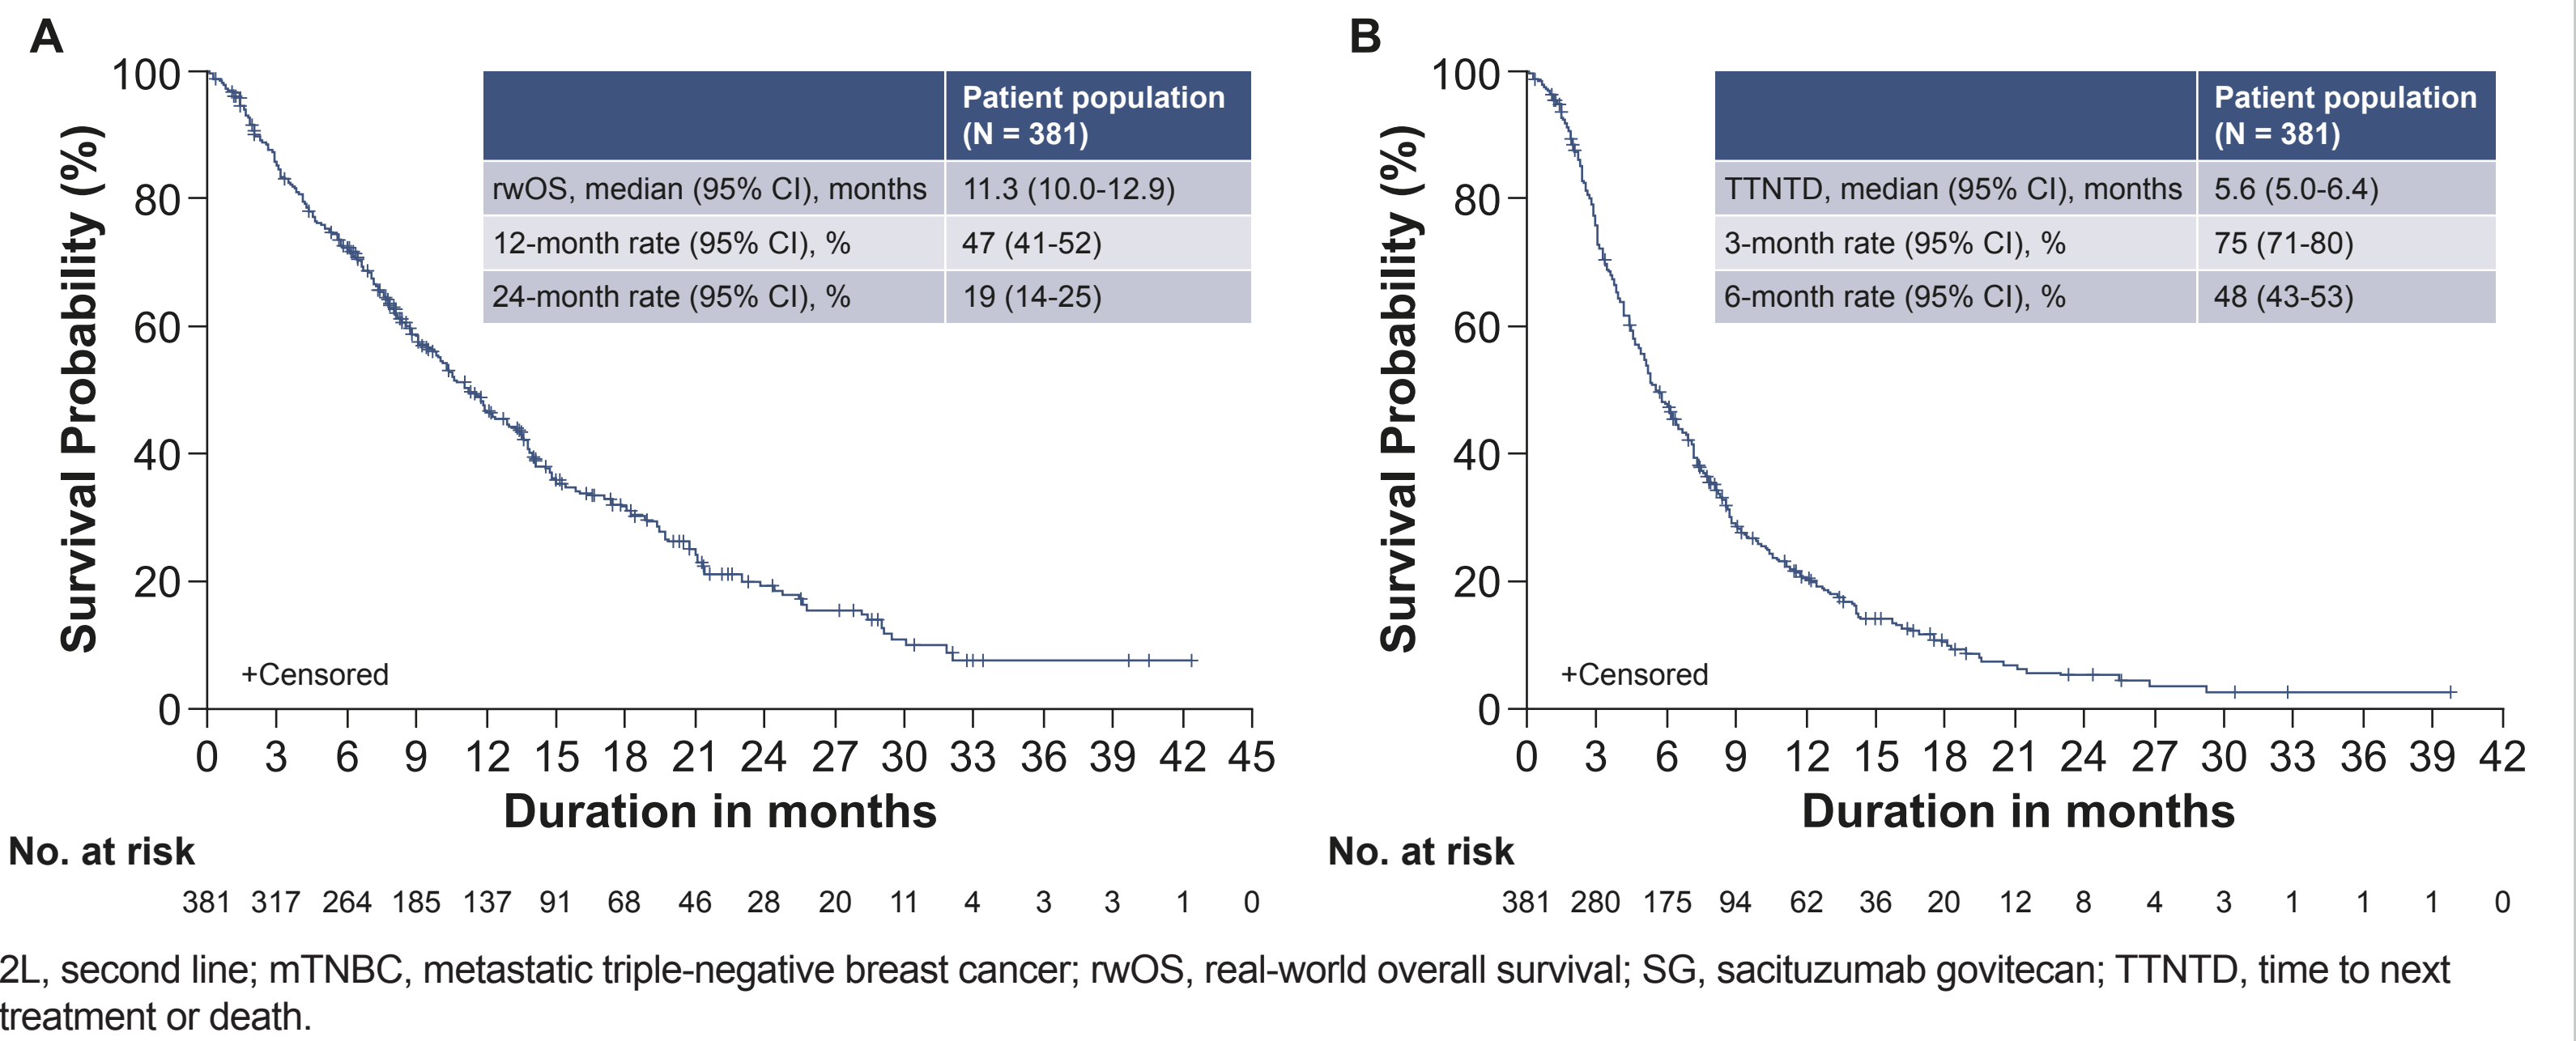 A
100
80
60
40
20
0
Survival Probability (%)
Patient population
(N = 381)
rwOS, median (95% CI), months 11.3 (10.0-12.9)
12-month rate (95% CI), % 47 (41-52)
24-month rate (95% CI), % 19 (14-25)
+Censored
0 3 6 9 12 15 18 21 24 27 30 33 36 39 42 45
Duration in months
No. at risk
381 317 264 185 137 91 68 46 28 20 11 4 3 3 1 0
B
100
80
60
40
20
0
Survival Probability (%)
Patient population
(N = 381)
TTNTD, median (95% CI), months 5.6 (5.0-6.4)
3-month rate (95% CI), % 75 (71-80)
6-month rate (95% CI), % 48 (43-53)
+Censored
0 3 6 9 12 15 18 21 24 27 30 33 36 39 42
Duration in months
No. at risk
381 280 175 94 62 36 20 12 8 4 3 1 1 1 0
2L, second line; mTNBC, metastatic triple-negative breast cancer; rwOS, real-world overall survival; SG, sacituzumab govitecan; TTNTD, time to next
treatment or death.